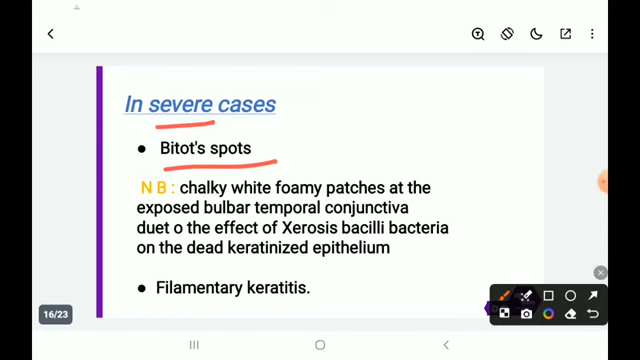 In severe cases
● Bitot's spots
N B : chalky white foamy patches at the
exposed bulbar temporal conjunctiva
duet o the effect of Xerosis bacilli bacteria
on the dead keratinized epithelium
● Filamentary keratitis.
16/23